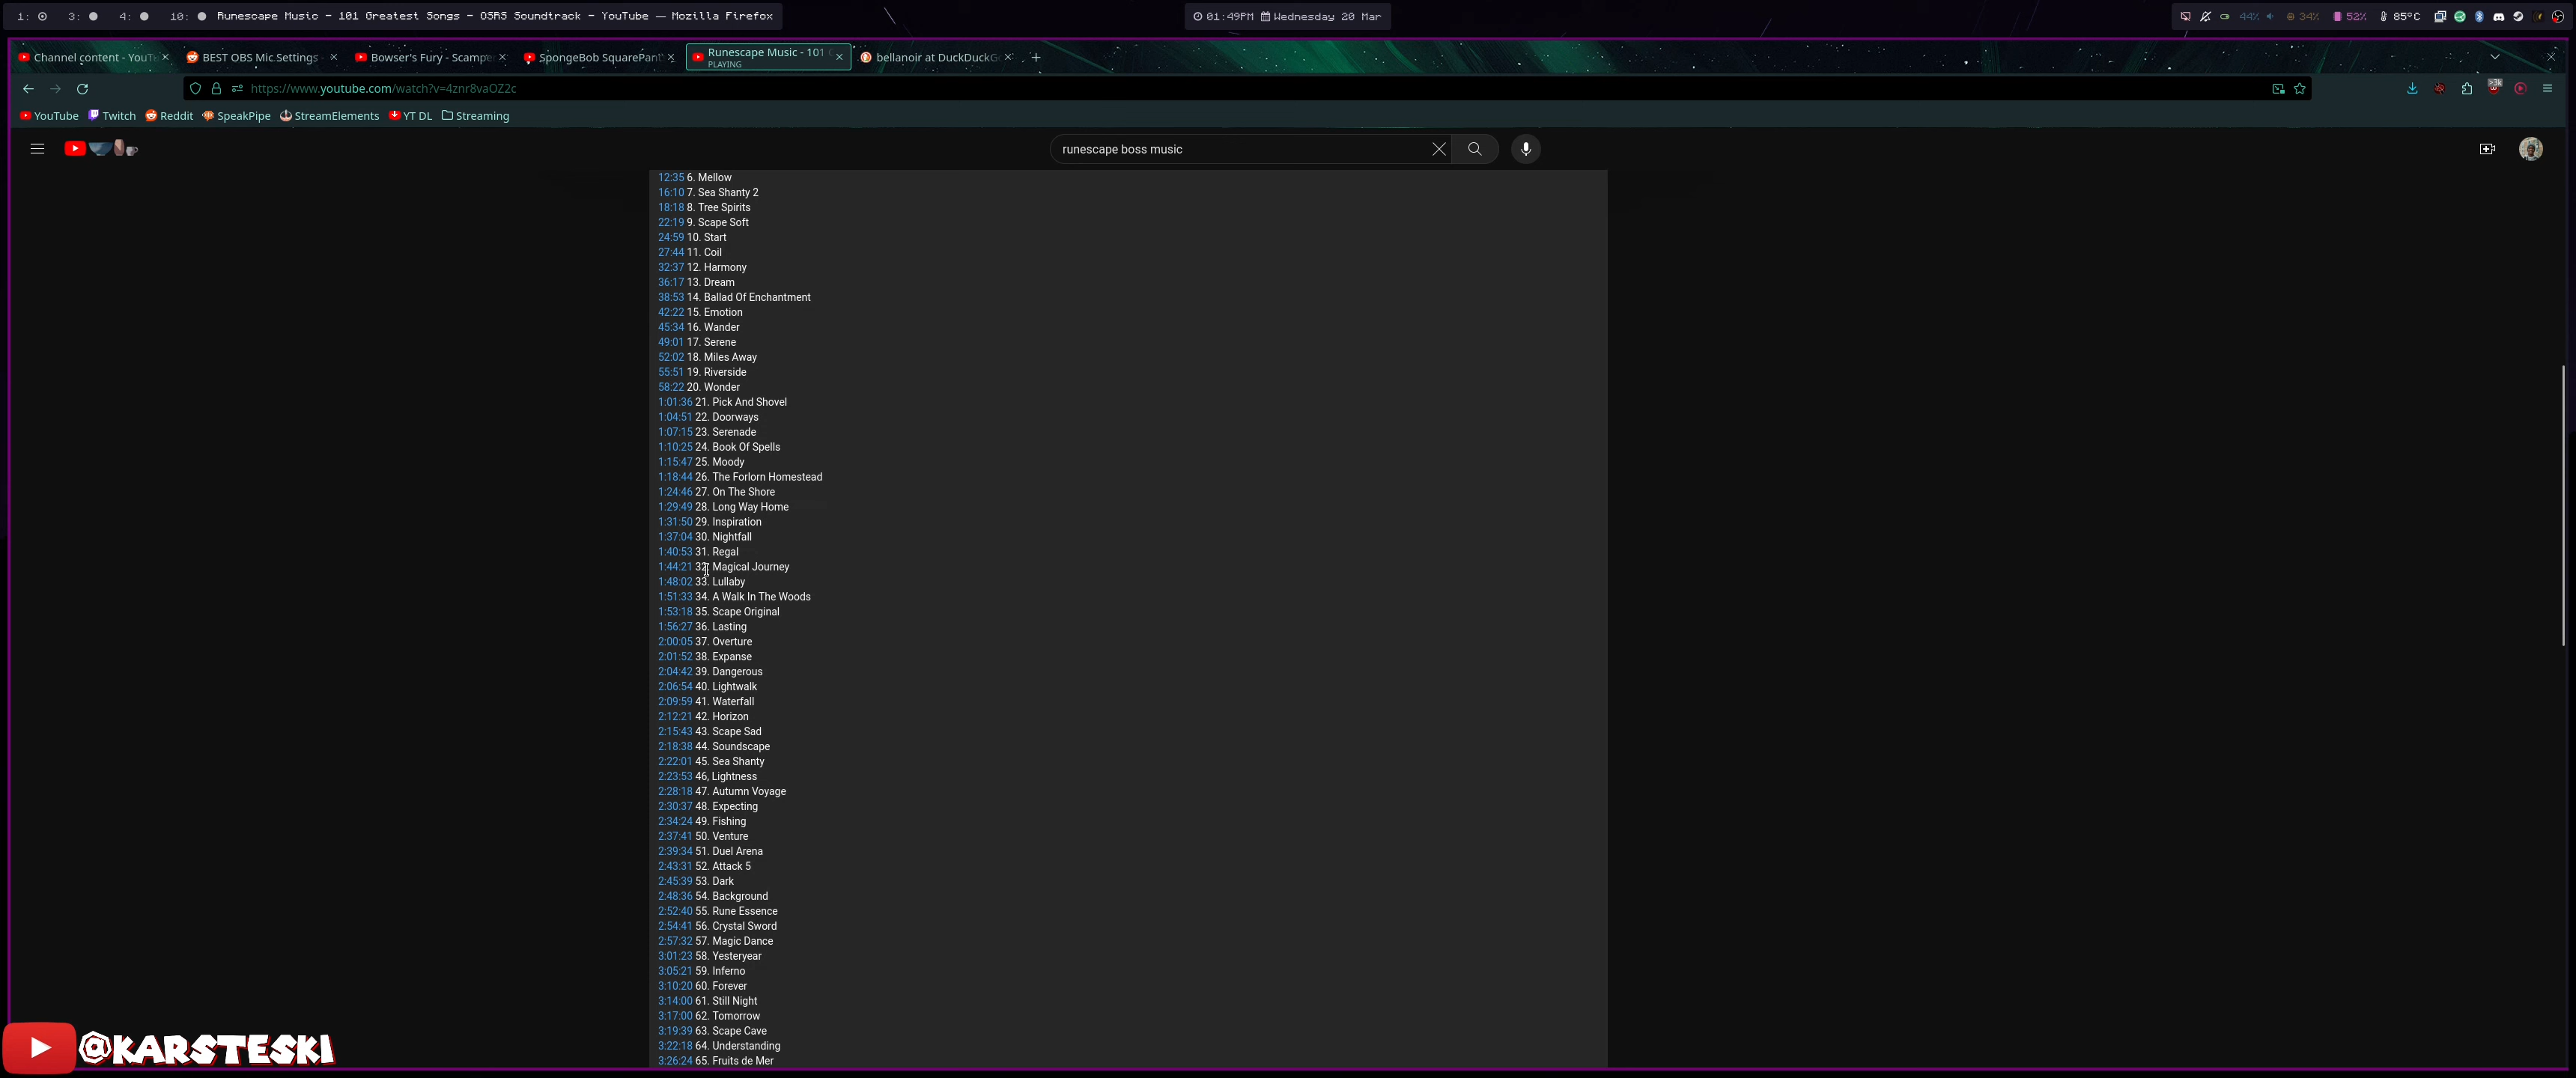 1: 3: 4: 10: Runescape Music - 101 Greatest Songs - OSRS Soundtrack - YouTube — Mozilla Firefox
01:49PM Wednesday 20 Mar
44% 34% 52% 85°C
Channel content - YouT
BEST OBS Mic Settings
Bowser's Fury - Scampe
SpongeBob SquarePant
Runescape Music - 101
PLAYING
bellanoir at DuckDuckG
https://www.youtube.com/watch?v=4znr8vaOZ2c
YouTube Twitch Reddit SpeakPipe StreamElements YT DL Streaming
runescape boss music
12:35 6. Mellow
16:10 7. Sea Shanty 2
18:18 8. Tree Spirits
22:19 9. Scape Soft
24:59 10. Start
27:44 11. Coil
32:37 12. Harmony
36:17 13. Dream
38:53 14. Ballad Of Enchantment
42:22 15. Emotion
45:34 16. Wander
49:01 17. Serene
52:02 18. Miles Away
55:51 19. Riverside
58:22 20. Wonder
1:01:36 21. Pick And Shovel
1:04:51 22. Doorways
1:07:15 23. Serenade
1:10:25 24. Book Of Spells
1:15:47 25. Moody
1:18:44 26. The Forlorn Homestead
1:24:46 27. On The Shore
1:29:49 28. Long Way Home
1:31:50 29. Inspiration
1:37:04 30. Nightfall
1:40:53 31. Regal
1:44:21 32. Magical Journey
1:48:02 33. Lullaby
1:51:33 34. A Walk In The Woods
1:53:18 35. Scape Original
1:56:27 36. Lasting
2:00:05 37. Overture
2:01:52 38. Expanse
2:04:42 39. Dangerous
2:06:54 40. Lightwalk
2:09:59 41. Waterfall
2:12:21 42. Horizon
2:15:43 43. Scape Sad
2:18:38 44. Soundscape
2:22:01 45. Sea Shanty
2:23:53 46, Lightness
2:28:18 47. Autumn Voyage
2:30:37 48. Expecting
2:34:24 49. Fishing
2:37:41 50. Venture
2:39:34 51. Duel Arena
2:43:31 52. Attack 5
2:45:39 53. Dark
2:48:36 54. Background
2:52:40 55. Rune Essence
2:54:41 56. Crystal Sword
2:57:32 57. Magic Dance
3:01:23 58. Yesteryear
3:05:21 59. Inferno
3:10:20 60. Forever
3:14:00 61. Still Night
3:17:00 62. Tomorrow
3:19:39 63. Scape Cave
3:22:18 64. Understanding
3:26:24 65. Fruits de Mer
@KARSTESKI